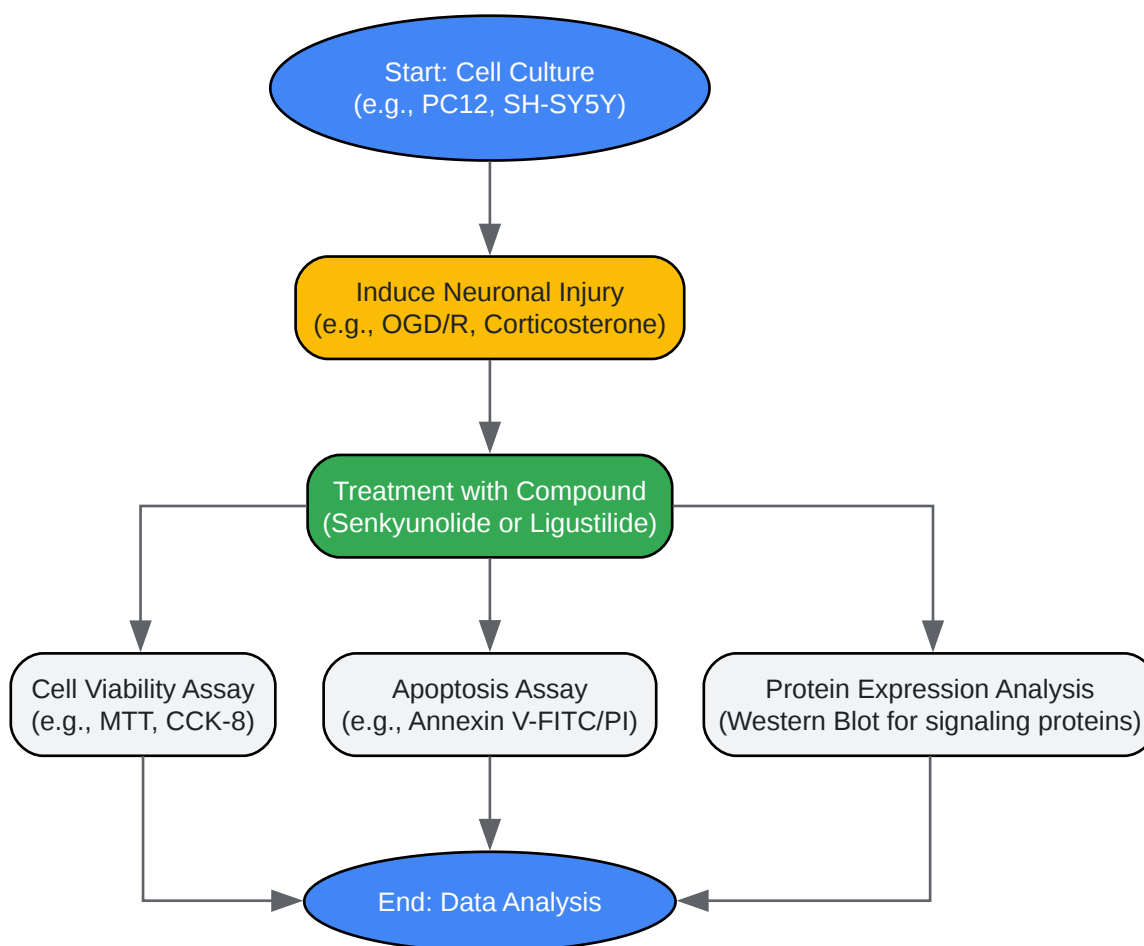 Start: Cell Culture
(e.g., PC12, SH-SY5Y)
Induce Neuronal Injury
(e.g., OGD/R, Corticosterone)
Treatment with Compound
(Senkyunolide or Ligustilide)
Cell Viability Assay
(e.g., MTT, CCK-8)
Apoptosis Assay
(e.g., Annexin V-FITC/PI)
Protein Expression Analysis
(Western Blot for signaling proteins)
End: Data Analysis